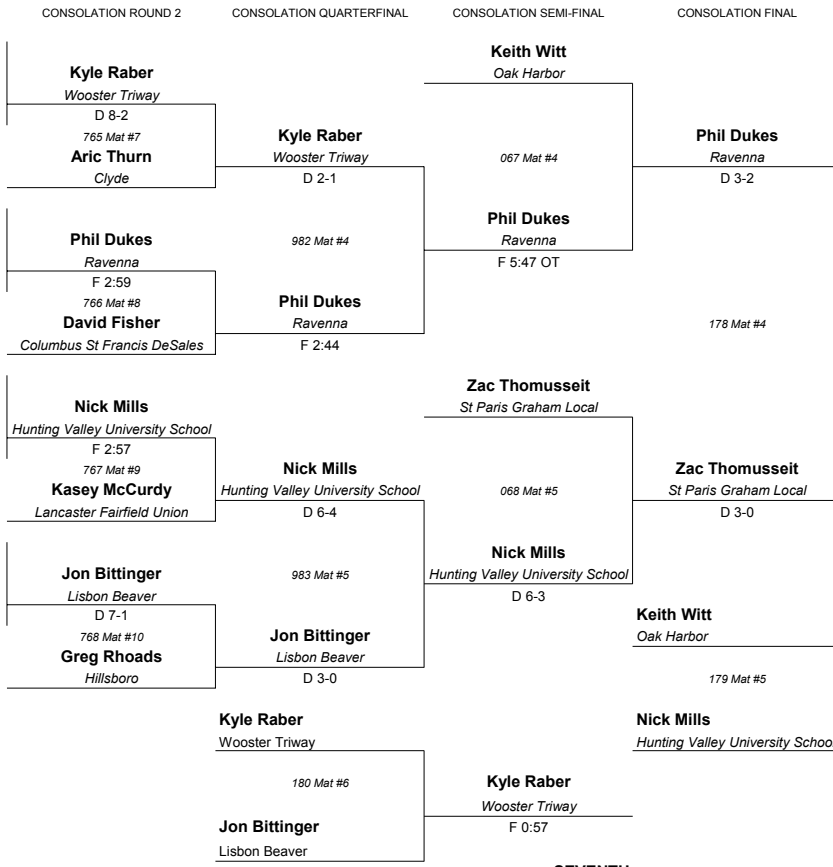 CONSOLATION ROUND 2
CONSOLATION QUARTERFINAL
CONSOLATION SEMI-FINAL
CONSOLATION FINAL
Kyle Raber
Wooster Triway
D 8-2
765 Mat #7
Aric Thurn
Clyde
Phil Dukes
Ravenna
F 2:59
766 Mat #8
David Fisher
Columbus St Francis DeSales
Nick Mills
Hunting Valley University School
F 2:57
767 Mat #9
Kasey McCurdy
Lancaster Fairfield Union
Jon Bittinger
Lisbon Beaver
D 7-1
768 Mat #10
Greg Rhoads
Hillsboro
Kyle Raber
Wooster Triway
D 2-1
982 Mat #4
Phil Dukes
Ravenna
F 2:44
Nick Mills
Hunting Valley University School
D 6-4
983 Mat #5
Jon Bittinger
Lisbon Beaver
D 3-0
Keith Witt
Oak Harbor
067 Mat #4
Phil Dukes
Ravenna
F 5:47 OT
Zac Thomusseit
St Paris Graham Local
068 Mat #5
Nick Mills
Hunting Valley University School
D 6-3
Phil Dukes
Ravenna
D 3-2
178 Mat #4
Zac Thomusseit
St Paris Graham Local
D 3-0
Keith Witt
Oak Harbor
179 Mat #5
Nick Mills
Hunting Valley University School
Kyle Raber
Wooster Triway
180 Mat #6
Jon Bittinger
Lisbon Beaver
Kyle Raber
Wooster Triway
F 0:57
SEVENTH